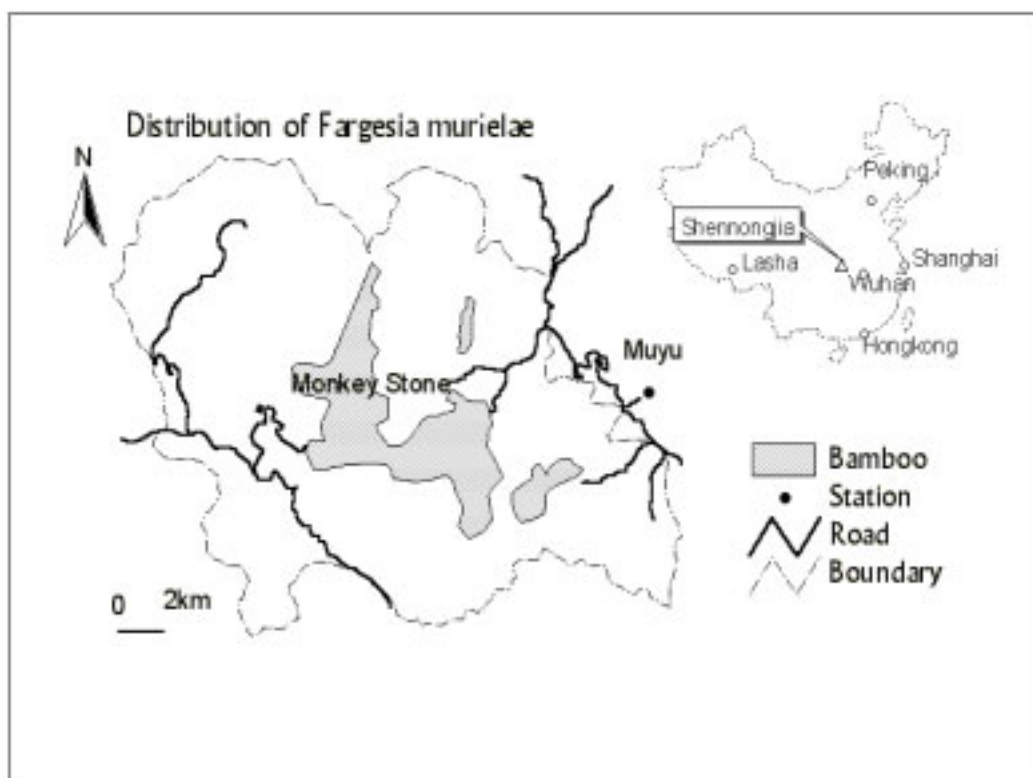 Distribution of Fargesia murielae
N
Peking
Shennongjia
Lasha
Shanghai
Wuhan
Hongkong
Muyu
Monkey Stone
Bamboo
Station
Road
Boundary
0 2km